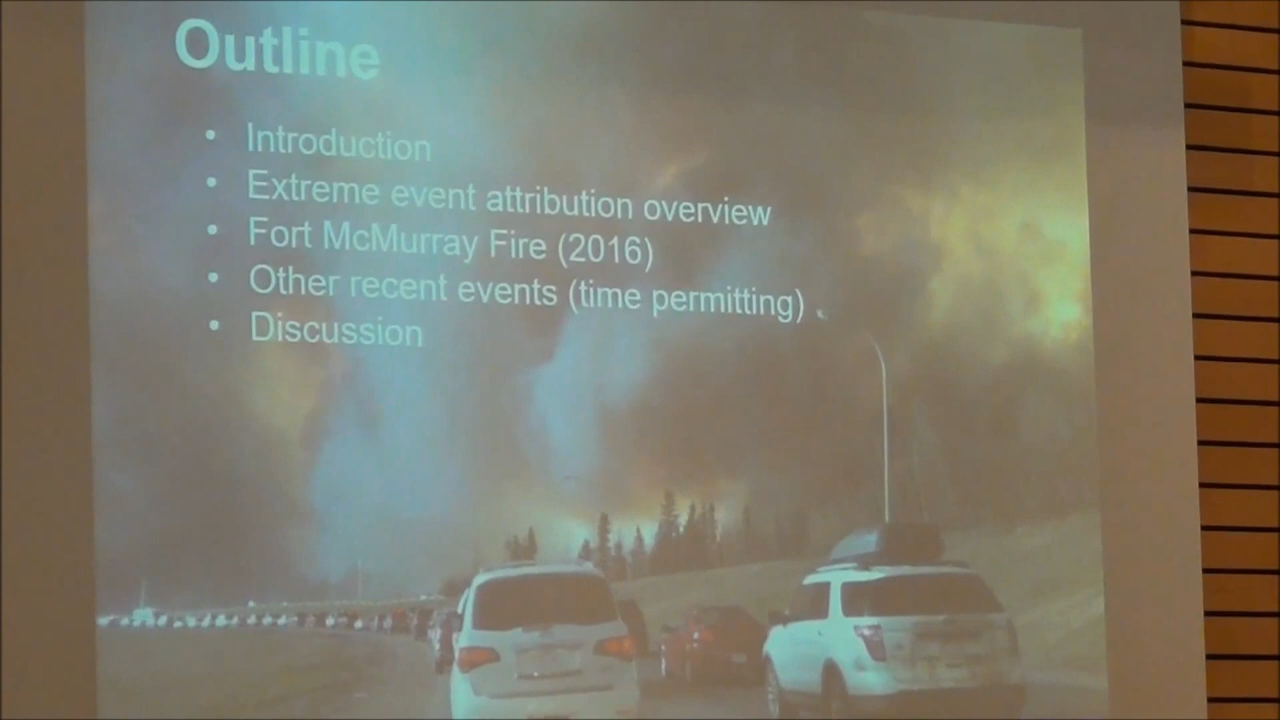 Outline
• Introduction
• Extreme event attribution overview
• Fort McMurray Fire (2016)
• Other recent events (time permitting)
• Discussion